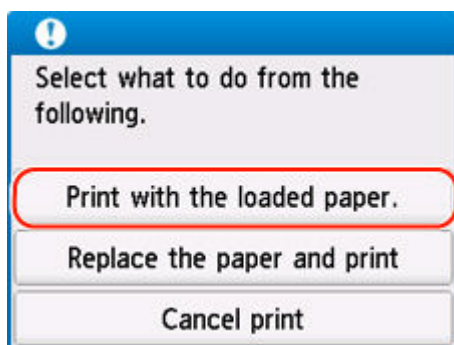 Select what to do from the
following.
Print with the loaded paper.
Replace the paper and print
Cancel print